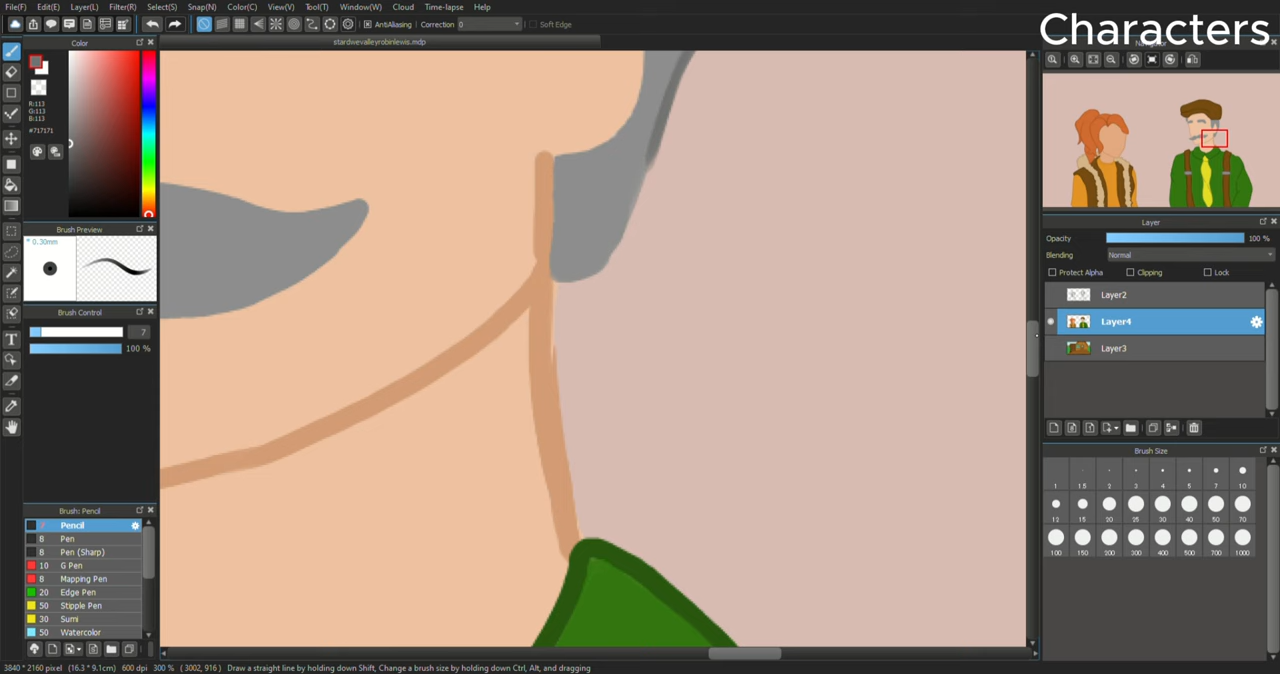 File(F) Edit(E) Layer(L) Filter(R) Select(S) Snap(N) Color(C) View(V) Tool(T) Window(W) Cloud Time-lapse Help
AntiAliasing Correction 0 Soft Edge
Characters
Color
stardwevalleyrobinlewis.mdp
R:113
G:113
B:113
#717171
Brush Preview
* 0.30mm
Brush Control
7
100 %
Brush: Pencil
7 Pencil
8 Pen
8 Pen (Sharp)
10 G Pen
8 Mapping Pen
20 Edge Pen
50 Stipple Pen
30 Sumi
50 Watercolor
Layer
Opacity 100 %
Blending Normal
Protect Alpha Clipping Lock
Layer2
Layer4
Layer3
Brush Size
1 1.5 2 3 4 5 7 10
12 15 20 25 30 40 50 70
100 150 200 300 400 500 700 1000
3840 * 2160 pixel (16.3 * 9.1cm) 600 dpi 300 % ( 3002, 916 ) Draw a straight line by holding down Shift, Change a brush size by holding down Ctrl, Alt, and dragging